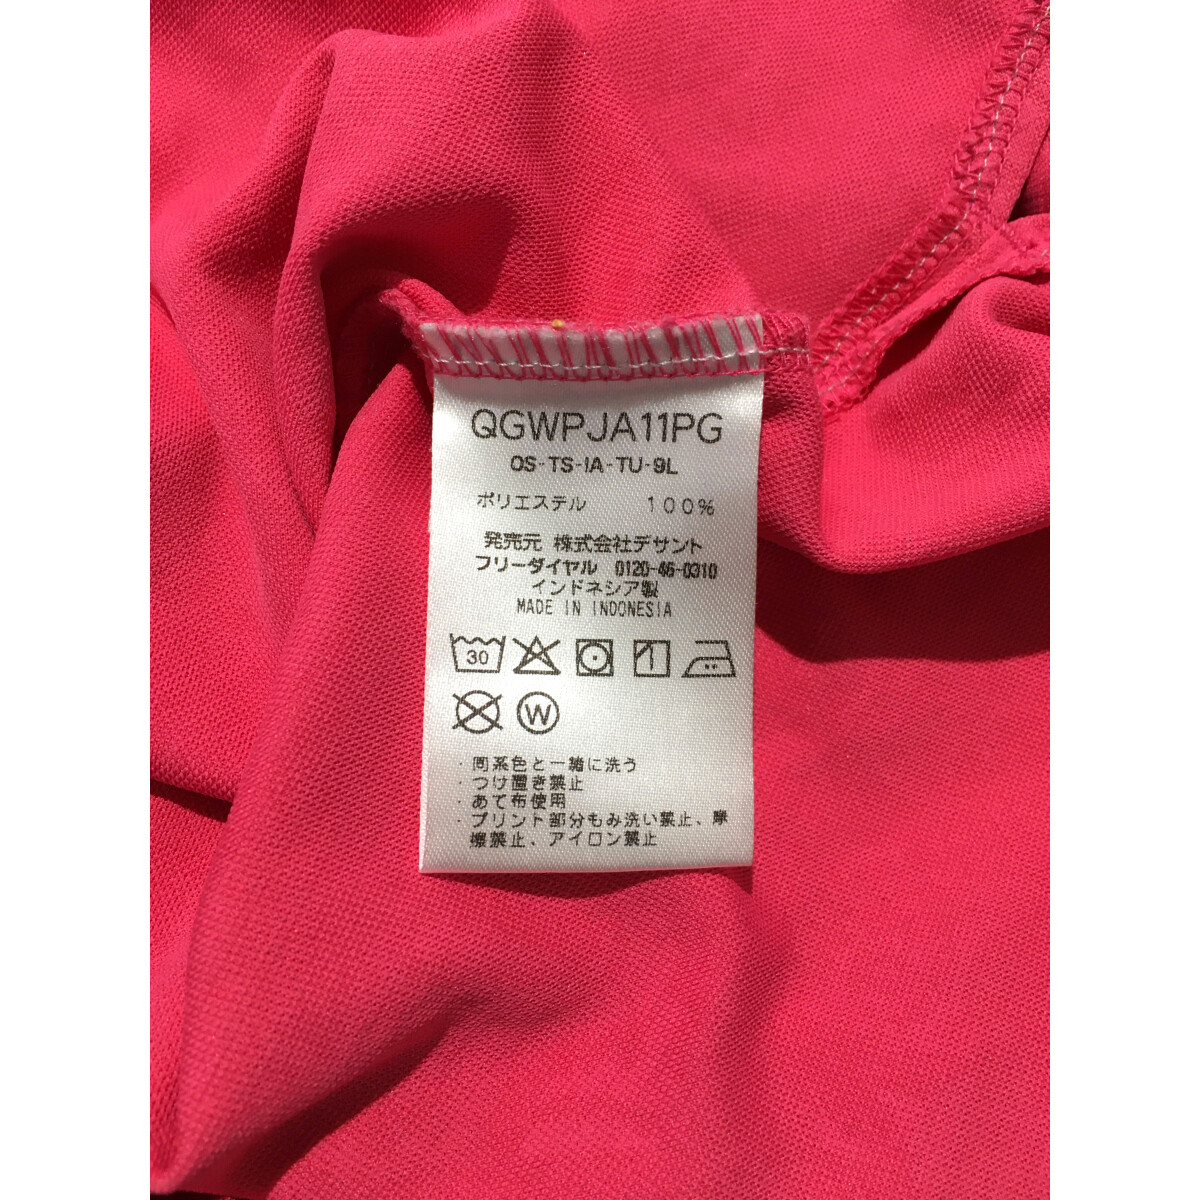 QGWPJA11PG
OS-TS-IA-TU-9L
ポリエステル 100%
発売元 株式会社デサント
フリーダイヤル 0120-46-0310
インドネシア製
MADE IN INDONESIA
30
W
・同系色と一緒に洗う
・つけ置き禁止
・あて布使用
・プリント部分もみ洗い禁止、摩
擦禁止、アイロン禁止